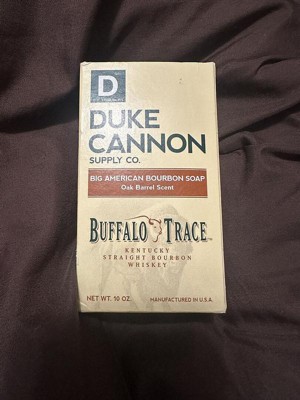 D
DUKE
CANNON
SUPPLY CO.
BIG AMERICAN BOURBON SOAP
Oak Barrel Scent
BUFFALO TRACE
KENTUCKY
STRAIGHT BOURBON
WHISKEY
NET WT. 10 OZ. MANUFACTURED IN U.S.A.